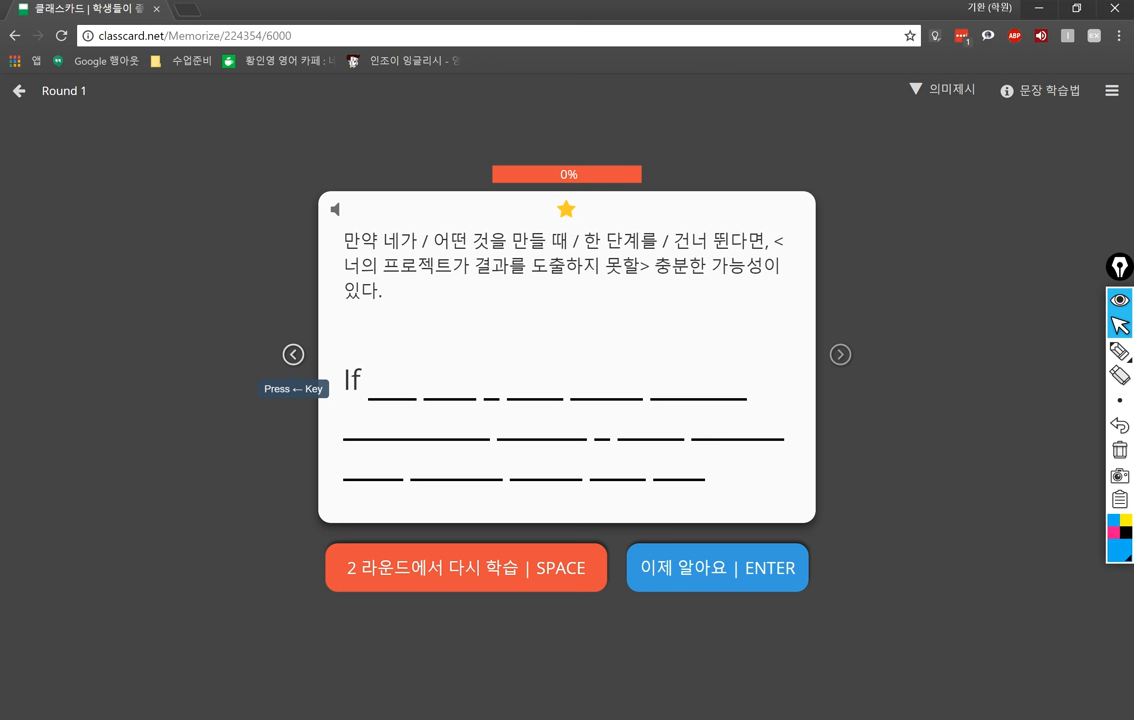 클래스카드 | 학생들이 즐
기환 (학원)
classcard.net/Memorize/224354/6000
ABP
1
앱
Google 행아웃
수업준비
황인영 영어 카페 : 네
인조이 잉글리시 - 잉
Round 1
의미제시
문장 학습법
0%
만약 네가 / 어떤 것을 만들 때 / 한 단계를 / 건너 뛴다면, <
너의 프로젝트가 결과를 도출하지 못할> 충분한 가능성이
있다.
If
Press ← Key
2 라운드에서 다시 학습 | SPACE
이제 알아요 | ENTER